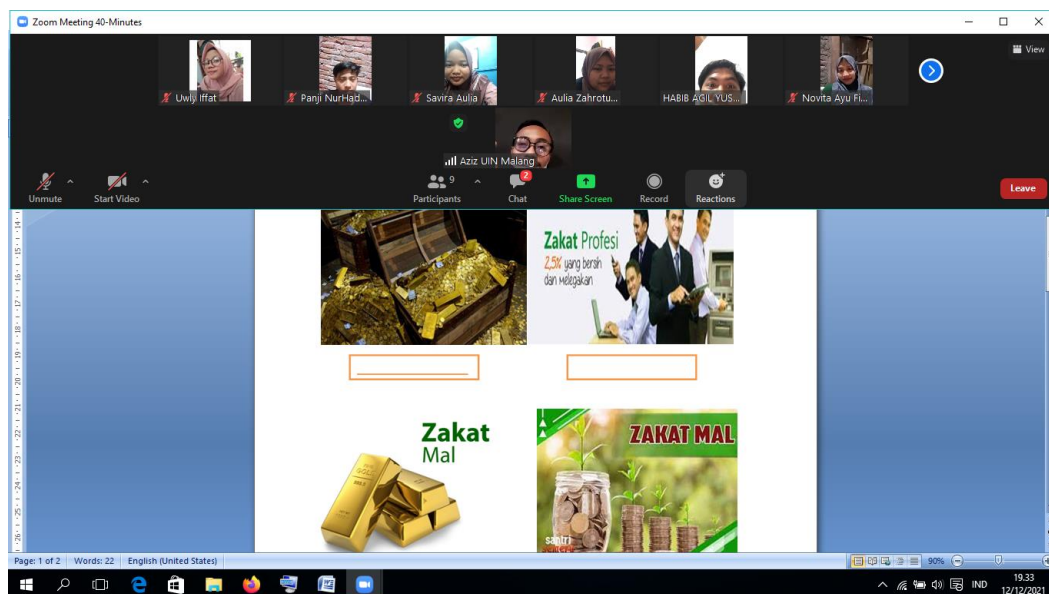 Zoom Meeting 40-Minutes
View
Uwly Iffat
Panji NurHad...
Savira Aulia
Aulia Zahrotu...
HABIB AGIL YUS...
Novita Ayu Fi...
Aziz UIN Malang
Unmute
Start Video
9
Participants
2
Chat
Share Screen
Record
Reactions
Leave
Zakat Profesi
2,5% yang bersih
dan melegakan
Zakat
Mal
ZAKAT MAL
santri
Page: 1 of 2
Words: 22
English (United States)
90%
IND
19.33
12/12/2021